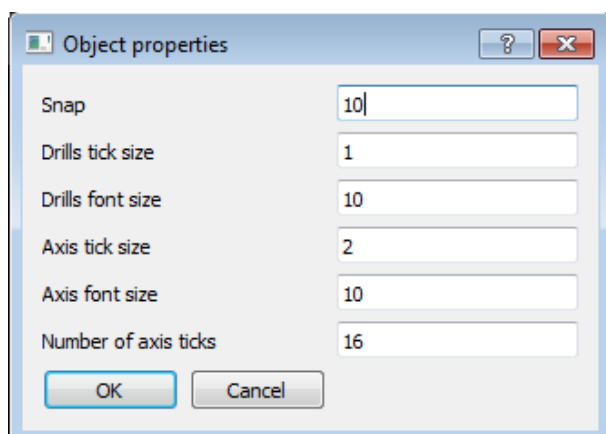 Object properties
Snap 10
Drills tick size 1
Drills font size 10
Axis tick size 2
Axis font size 10
Number of axis ticks 16
OK Cancel